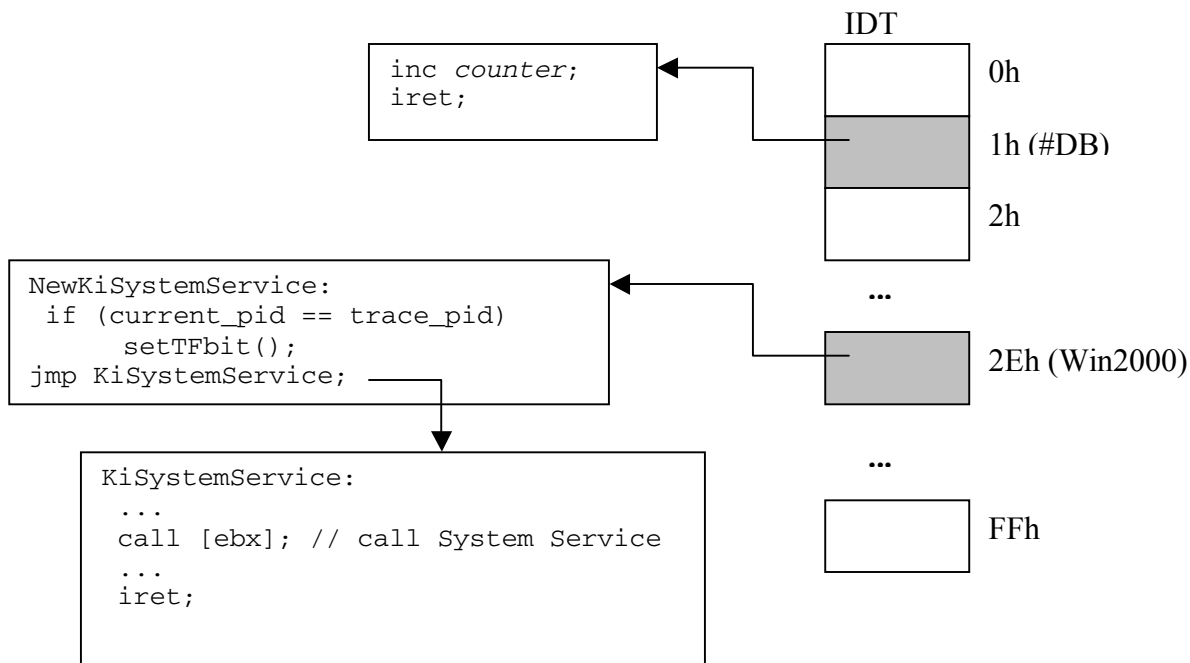 IDT
inc counter;
iret;
0h
1h (#DB)
2h
NewKiSystemService:
if (current_pid == trace_pid)
setTFbit();
jmp KiSystemService;
...
2Eh (Win2000)
KiSystemService:
...
call [ebx]; // call System Service
...
iret;
...
FFh